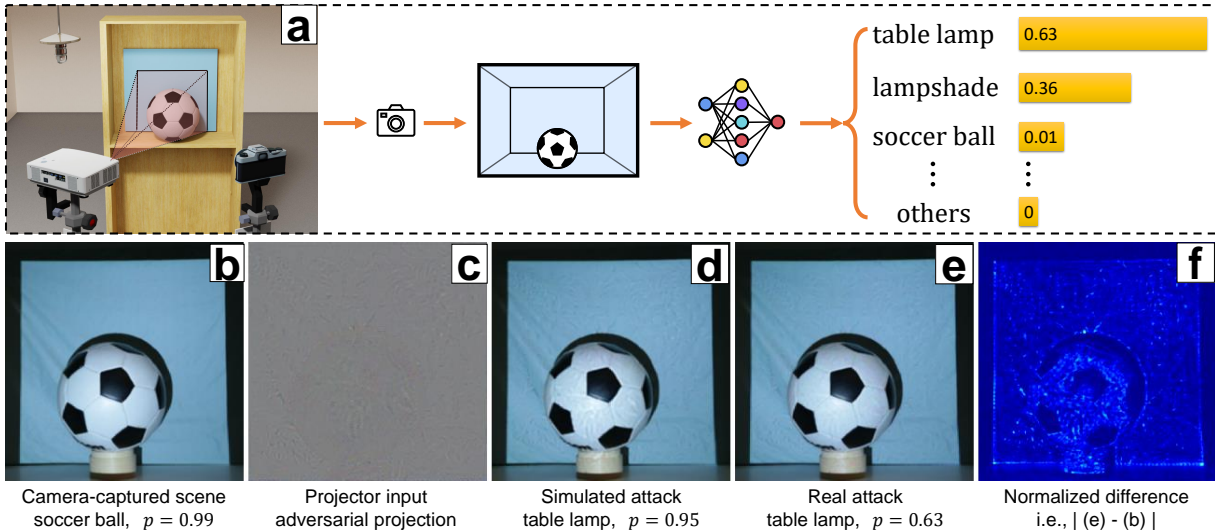 a
table lamp 0.63
lampshade 0.36
soccer ball 0.01
others 0
b
c
d
e
f
Camera-captured scene
soccer ball, p = 0.99
Projector input
adversarial projection
Simulated attack
table lamp, p = 0.95
Real attack
table lamp, p = 0.63
Normalized difference
i.e., | (e) - (b) |